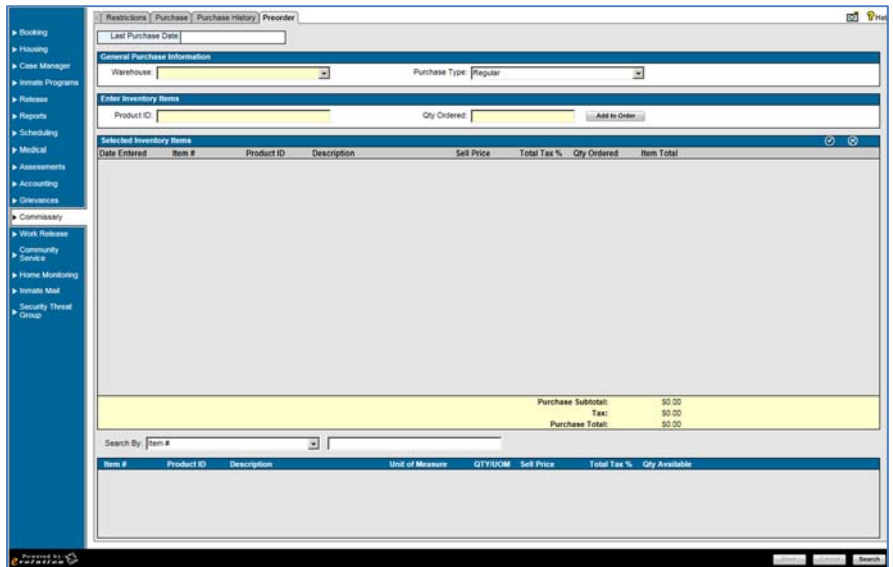 Restrictions Purchase Purchase History Preorder
Last Purchase Date:
General Purchase Information
Warehouse: Purchase Type: Regular
Enter Inventory Items
Product ID: Qty Ordered: Add to Order
Selected Inventory Items
Date Entered Item # Product ID Description Sell Price Total Tax % Qty Ordered Item Total
Purchase Subtotal: $0.00
Tax: $0.00
Purchase Total: $0.00
Search By: Item #
Item # Product ID Description Unit of Measure QTY/UOM Sell Price Total Tax % Qty Available
Booking
Housing
Case Manager
Inmate Programs
Release
Reports
Scheduling
Medical
Assessments
Accounting
Grievances
Commissary
Work Release
Community
Service
Home Monitoring
Inmate Mail
Security Threat
Group
Powered by:
evolution
Save Cancel Search